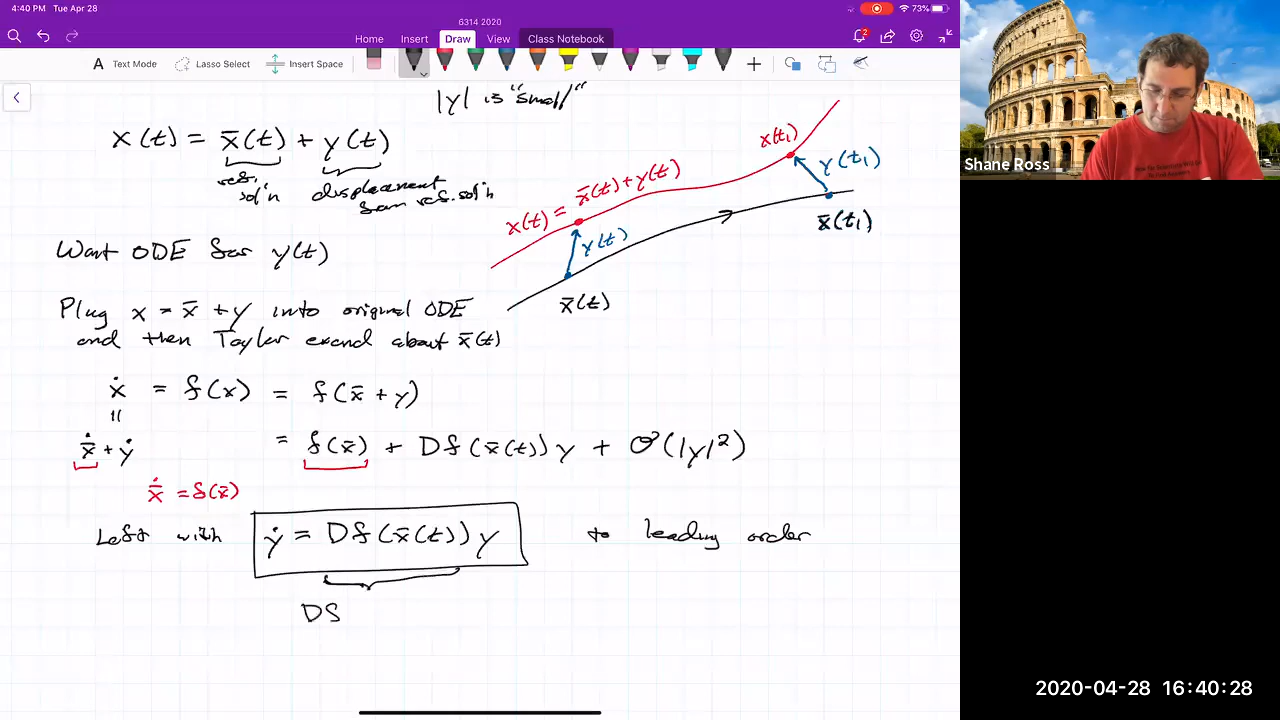 4:40 PM Tue Apr 28
73%
6314 2020
Home Insert Draw View Class Notebook
2
A Text Mode Lasso Select Insert Space
|y| is "small"
x(t) = x̄(t) + y(t)
ref. sol'n
displacement from ref. sol'n
x(t) = x̄(t) + y(t)
x(t₁)
y(t₁)
y(t)
x̄(t₁)
x̄(t)
Want ODE for y(t)
Plug x = x̄ + y into original ODE
and then Taylor exand about x̄(t)
ẋ = f(x) = f(x̄ + y)
=
x̄̇ + ẏ = f(x̄) + Df(x̄(t)) y + O(|y|²)
x̄̇ = f(x̄)
Left with ẏ = Df(x̄(t)) y to leading order
Df
Shane Ross
2020-04-28 16:40:28